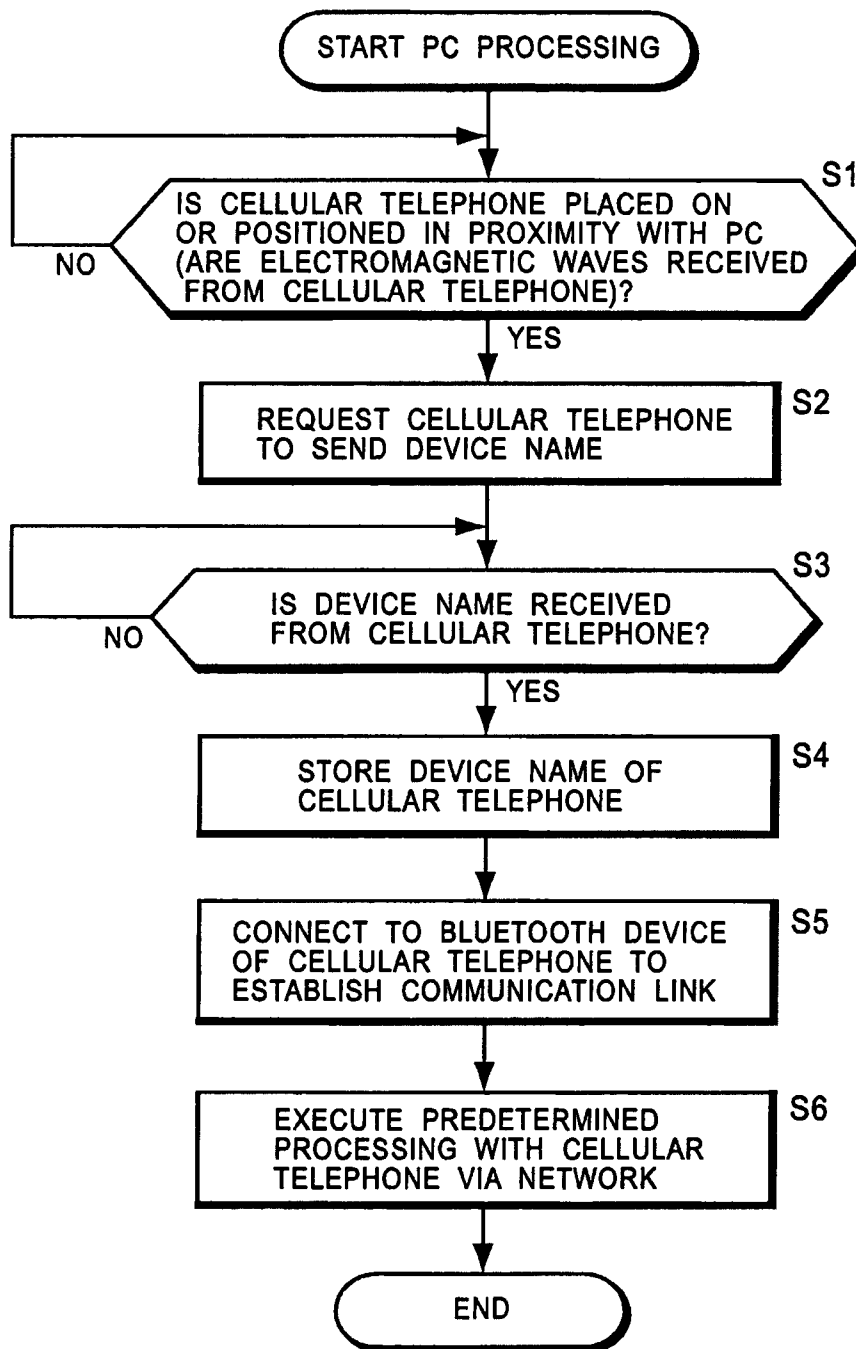 START PC PROCESSING
S1
IS CELLULAR TELEPHONE PLACED ON
OR POSITIONED IN PROXIMITY WITH PC
(ARE ELECTROMAGNETIC WAVES RECEIVED
FROM CELLULAR TELEPHONE)?
NO
YES
S2
REQUEST CELLULAR TELEPHONE
TO SEND DEVICE NAME
S3
IS DEVICE NAME RECEIVED
FROM CELLULAR TELEPHONE?
NO
YES
S4
STORE DEVICE NAME OF
CELLULAR TELEPHONE
S5
CONNECT TO BLUETOOTH DEVICE
OF CELLULAR TELEPHONE TO
ESTABLISH COMMUNICATION LINK
S6
EXECUTE PREDETERMINED
PROCESSING WITH CELLULAR
TELEPHONE VIA NETWORK
END